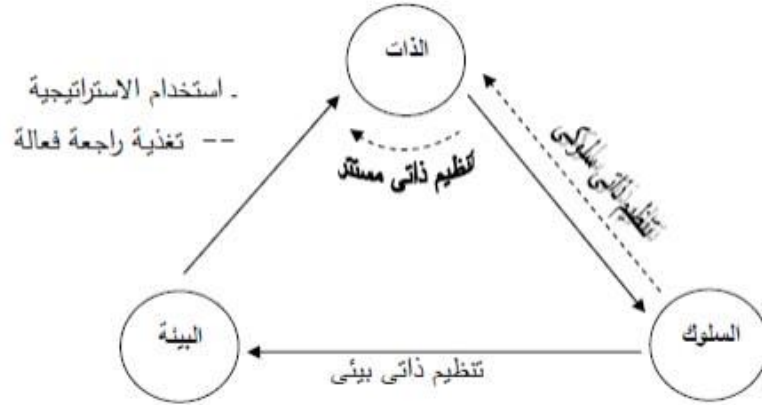 الذات
. استخدام الاستراتيجية
-- تغذية راجعة فعالة
تنظيم ذاتى مستتر
تنظيم ذاتى سلوكى
البيئة
السلوك
تنظيم ذاتى بيئى